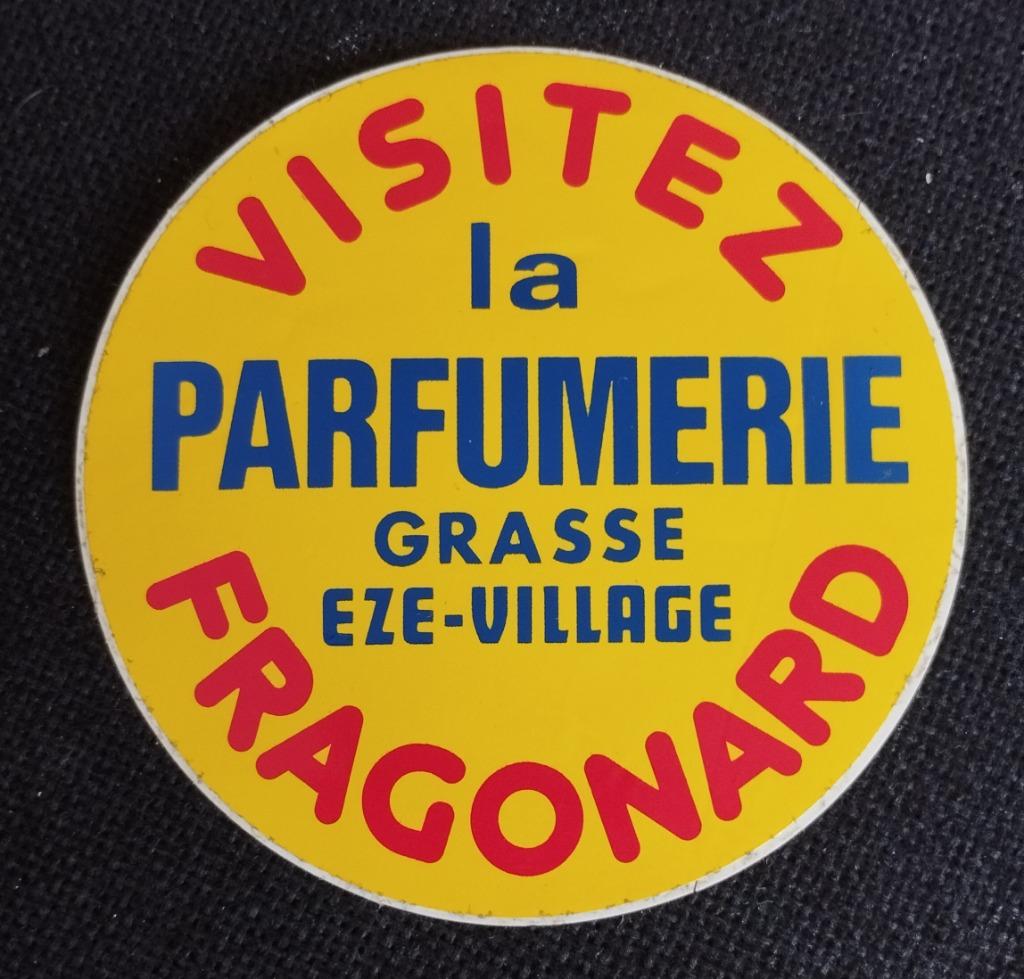 VISITEZ
la
PARFUMERIE
GRASSE
EZE-VILLAGE
FRAGONARD